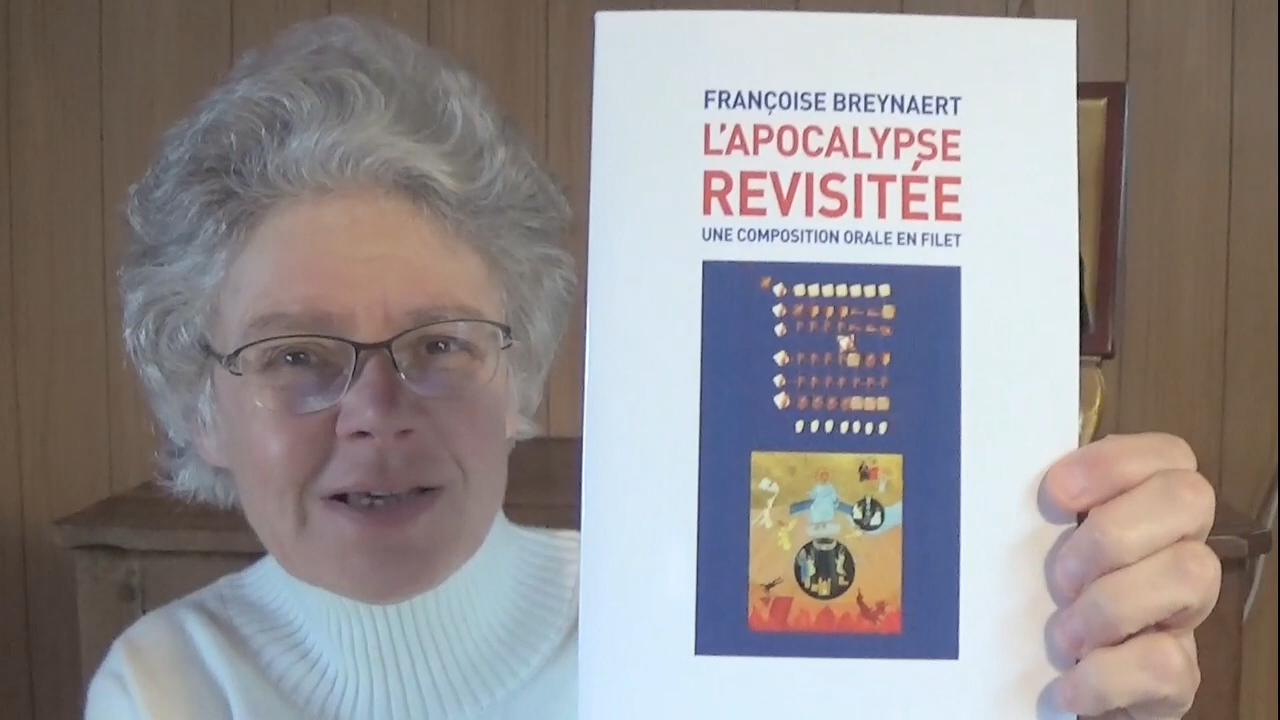 FRANÇOISE BREYNAERT
L'APOCALYPSE
REVISITÉE
UNE COMPOSITION ORALE EN FILET